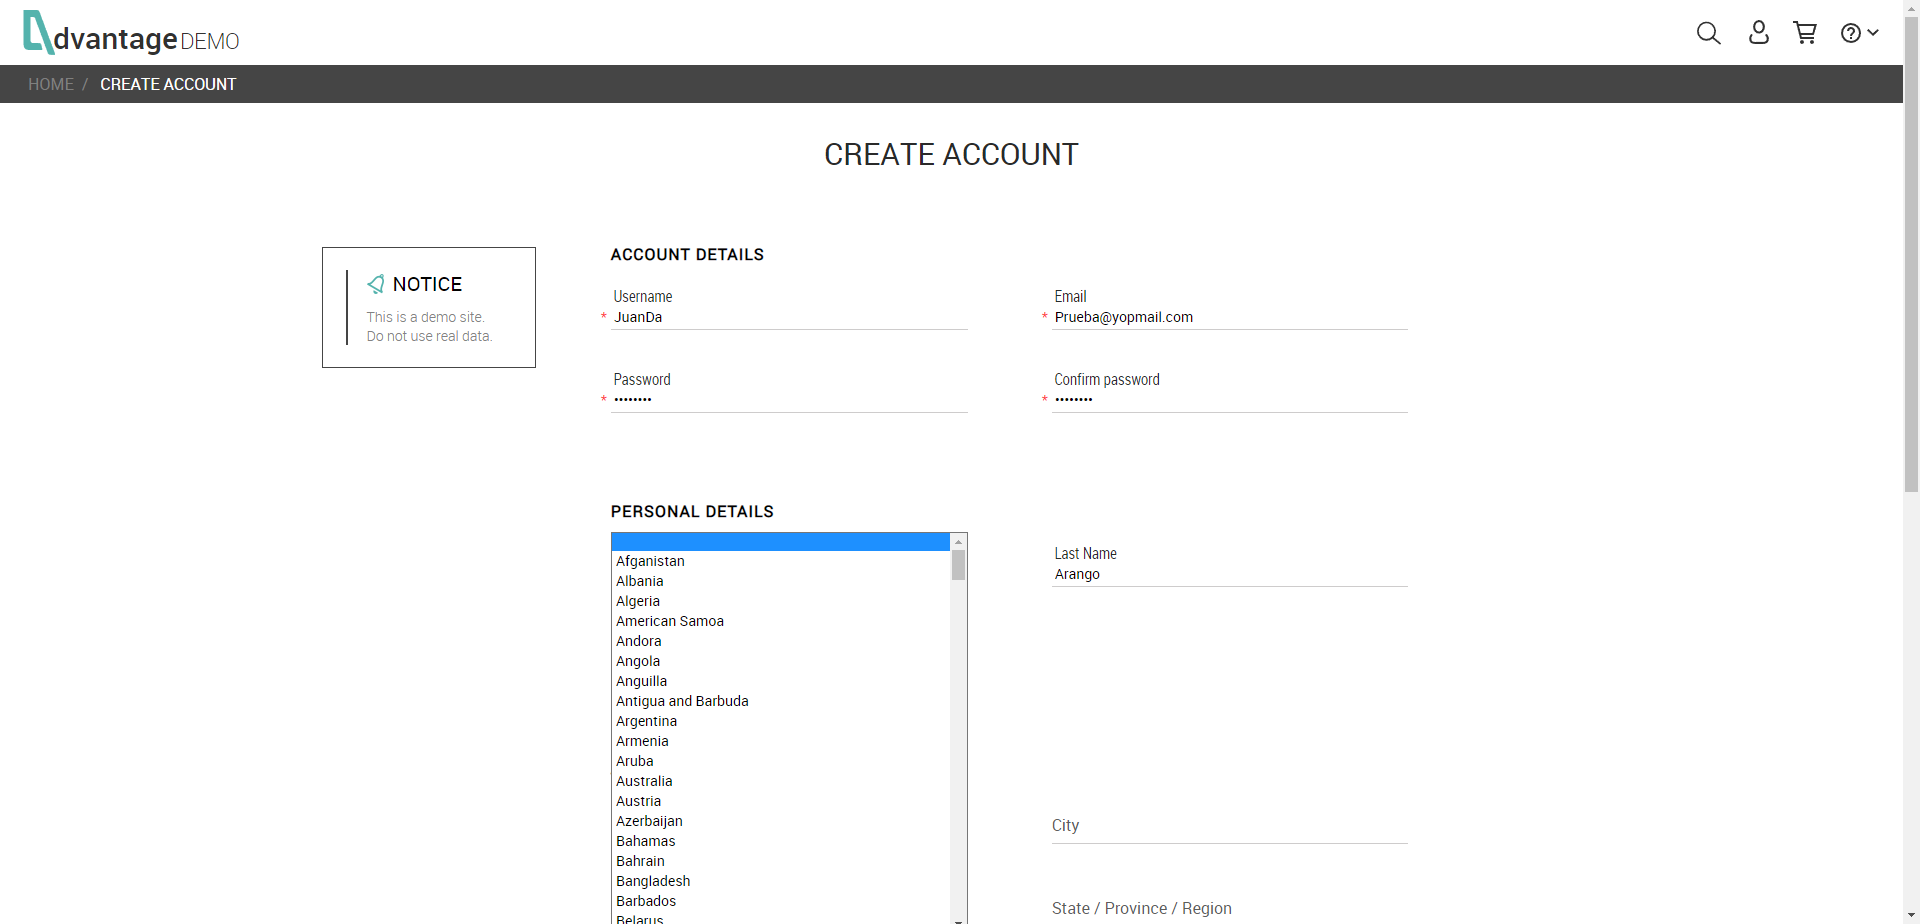 dvantage DEMO
HOME / CREATE ACCOUNT
CREATE ACCOUNT
NOTICE
This is a demo site.
Do not use real data.
ACCOUNT DETAILS
Username
* JuanDa
Email
* Prueba@yopmail.com
Password
* ••••••••
Confirm password
* ••••••••
PERSONAL DETAILS
Afganistan
Albania
Algeria
American Samoa
Andora
Angola
Anguilla
Antigua and Barbuda
Argentina
Armenia
Aruba
Australia
Austria
Azerbaijan
Bahamas
Bahrain
Bangladesh
Barbados
Belarus
Last Name
Arango
City
State / Province / Region